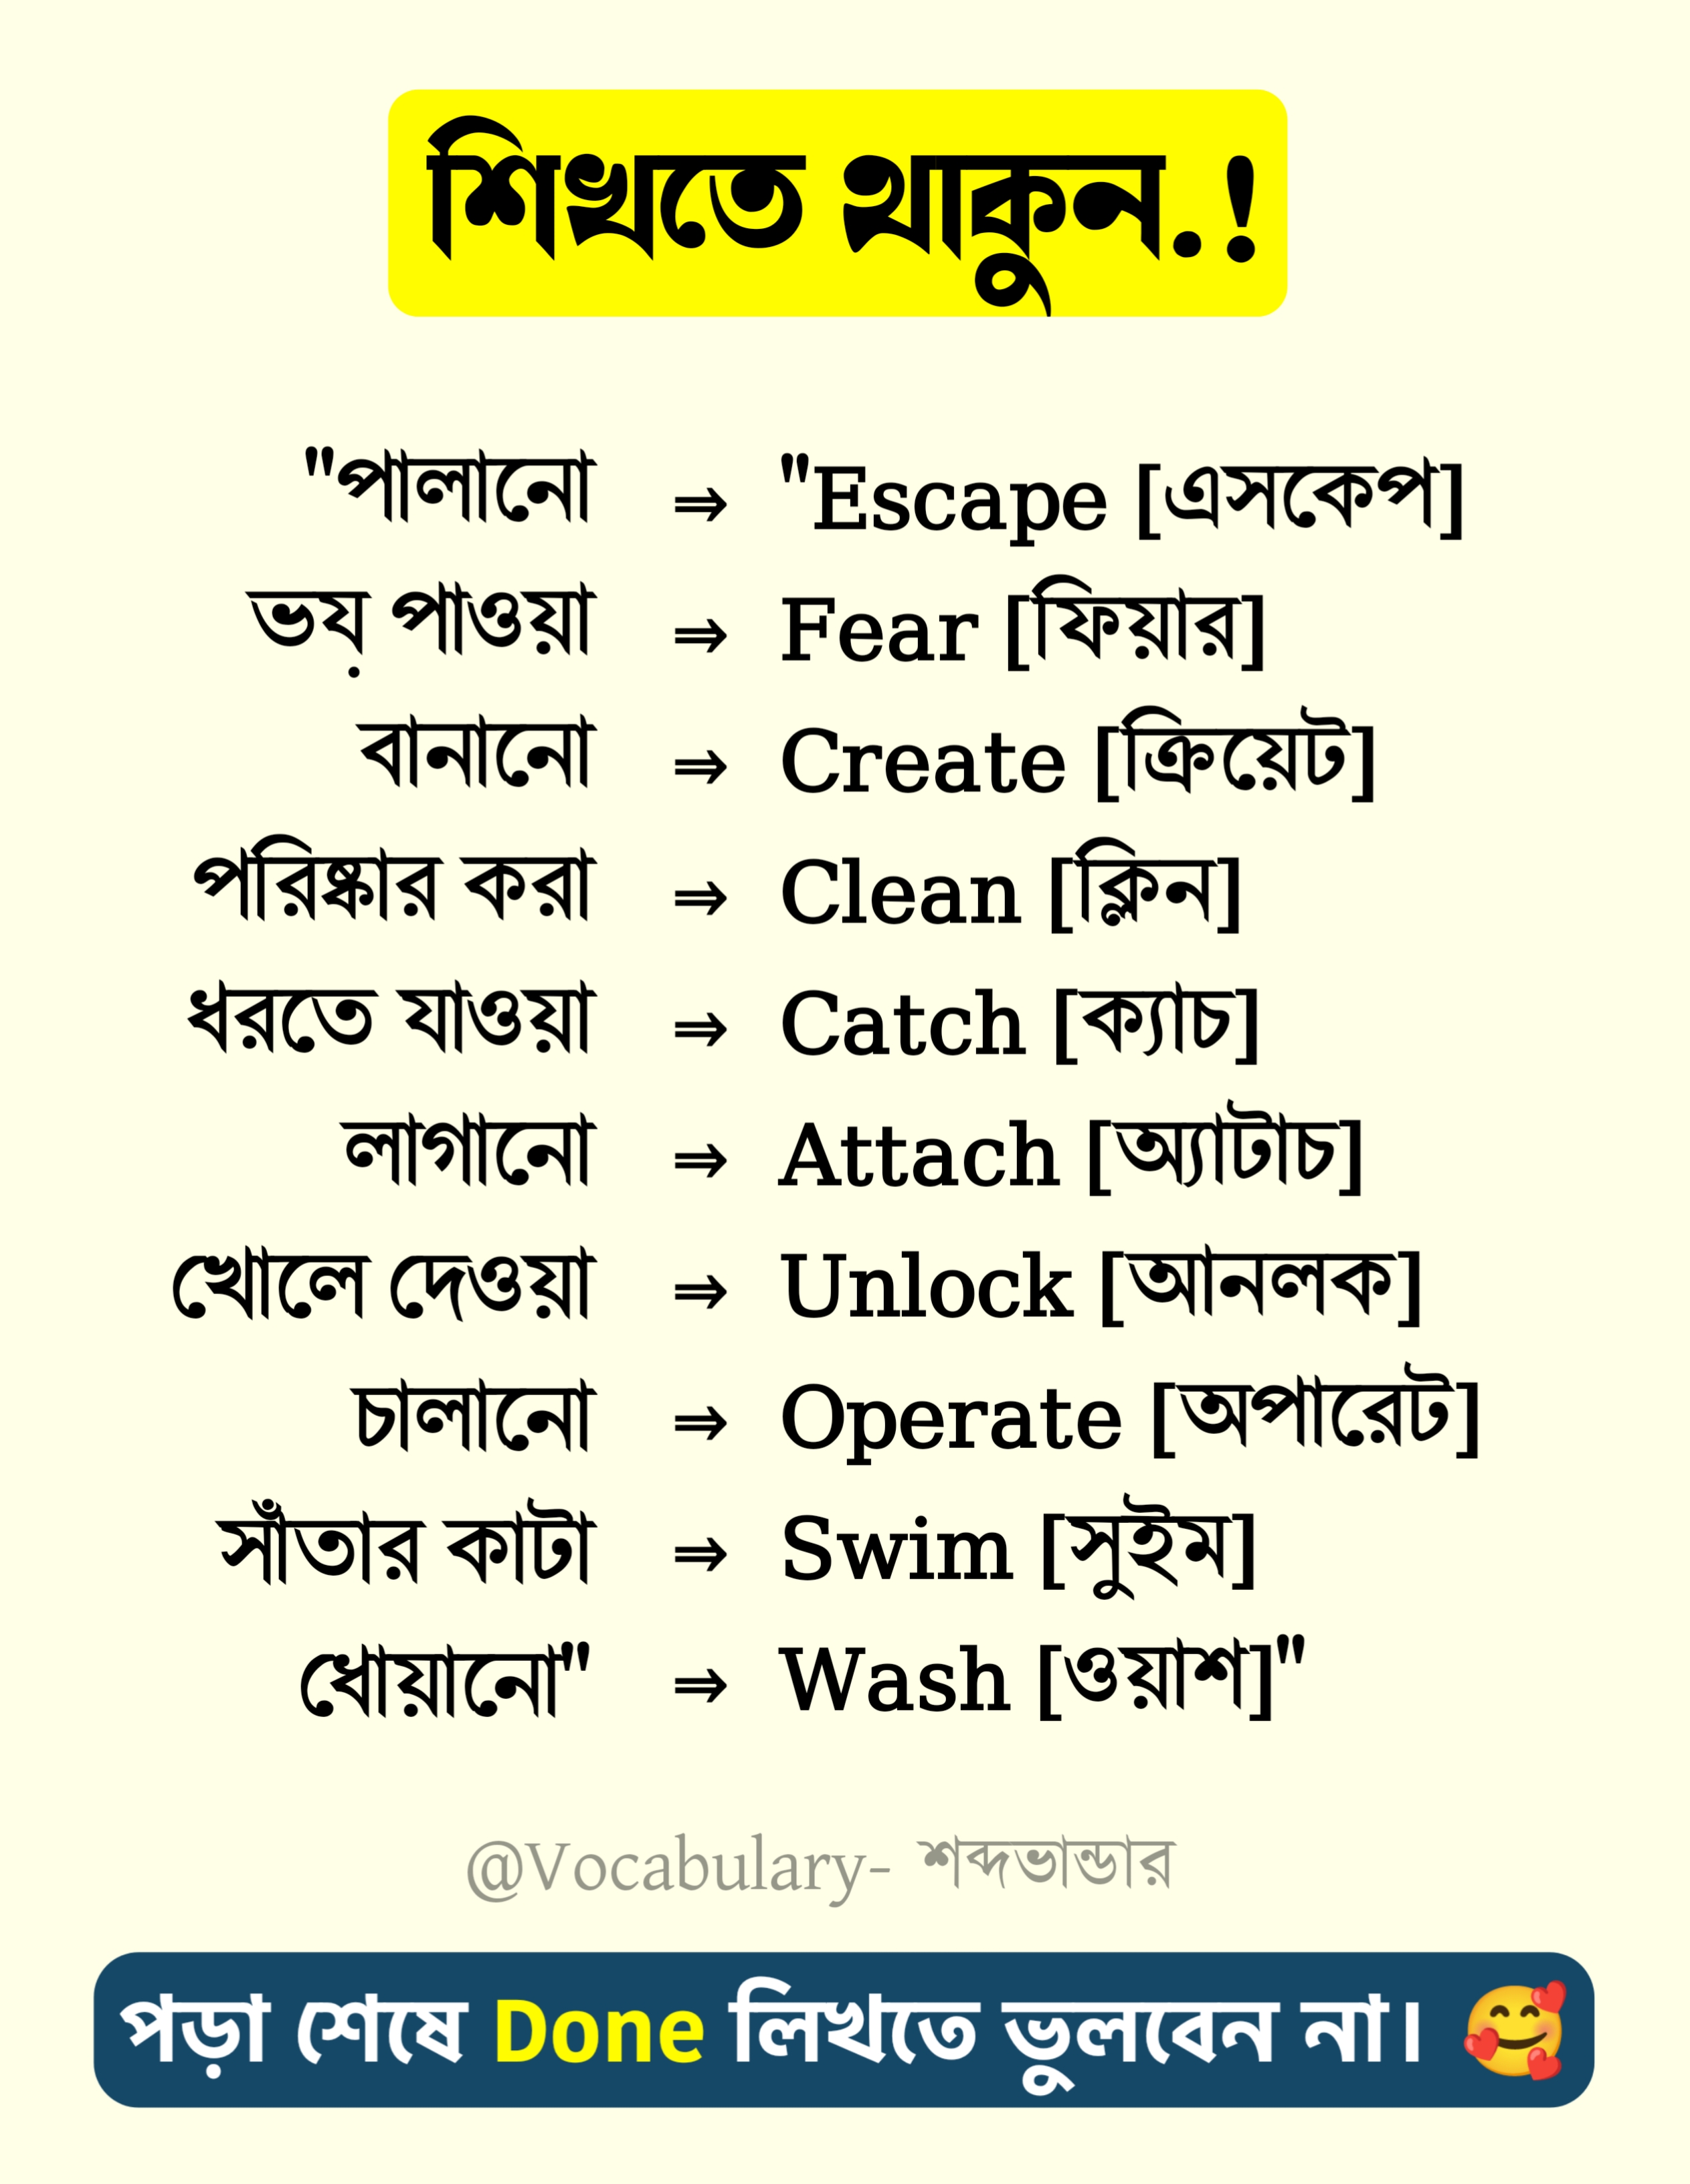 শিখতে থাকুন.!
"পালানো ⇒ "Escape [এসকেপ]
ভয় পাওয়া ⇒ Fear [ফিয়ার]
বানানো ⇒ Create [ক্রিয়েট]
পরিষ্কার করা ⇒ Clean [ক্লিন]
ধরতে যাওয়া ⇒ Catch [ক্যাচ]
লাগানো ⇒ Attach [অ্যাটাচ]
খোলে দেওয়া ⇒ Unlock [আনলক]
চালানো ⇒ Operate [অপারেট]
সাঁতার কাটা ⇒ Swim [সুইম]
ধোয়ানো" ⇒ Wash [ওয়াশ]"
@Vocabulary- শব্দভান্ডার
পড়া শেষে Done লিখতে ভুলবেন না। 🥰